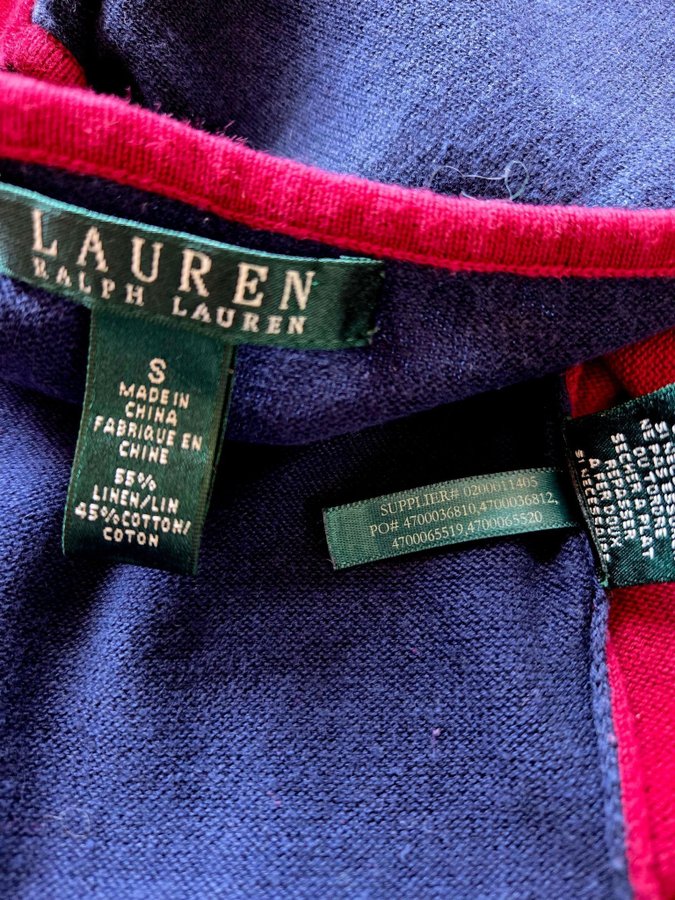 LAUREN
RALPH LAUREN
S
MADE IN
CHINA
FABRIQUE EN
CHINE
55%
LINEN/LIN
45% COTTON/
COTON
SUPPLIER# 0200011405
PO# 4700036810, 4700036812,
4700065519 4700065520